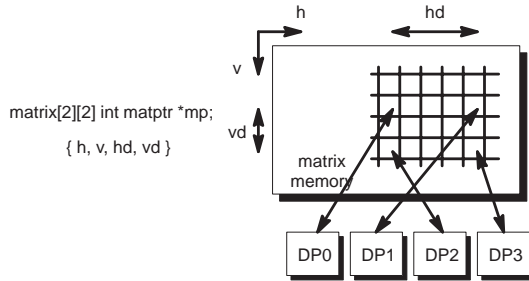 h hd
v
matrix[2][2] int matptr *mp;
vd
{ h, v, hd, vd }
matrix
memory
DP0 DP1 DP2 DP3